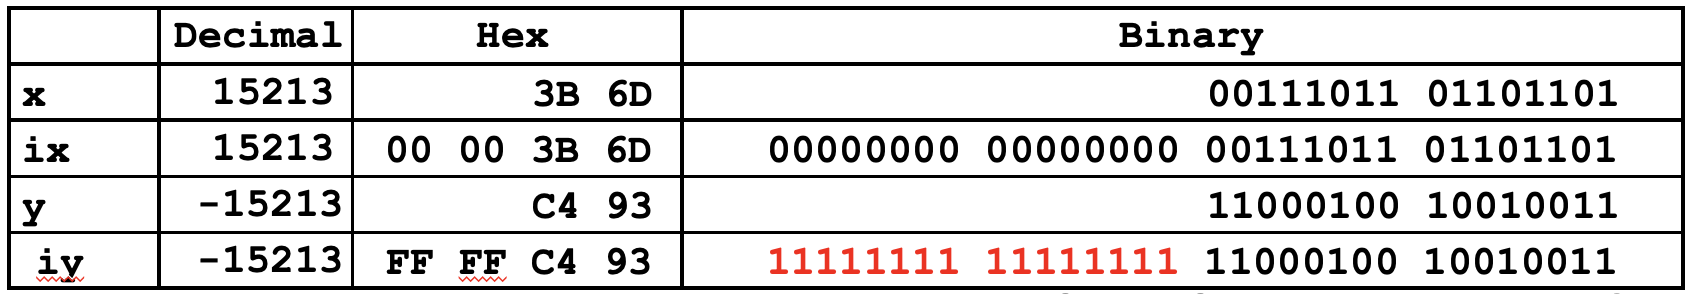 Decimal Hex Binary
x 15213 3B 6D 00111011 01101101
ix 15213 00 00 3B 6D 00000000 00000000 00111011 01101101
y -15213 C4 93 11000100 10010011
iy -15213 FF FF C4 93 11111111 11111111 11000100 10010011